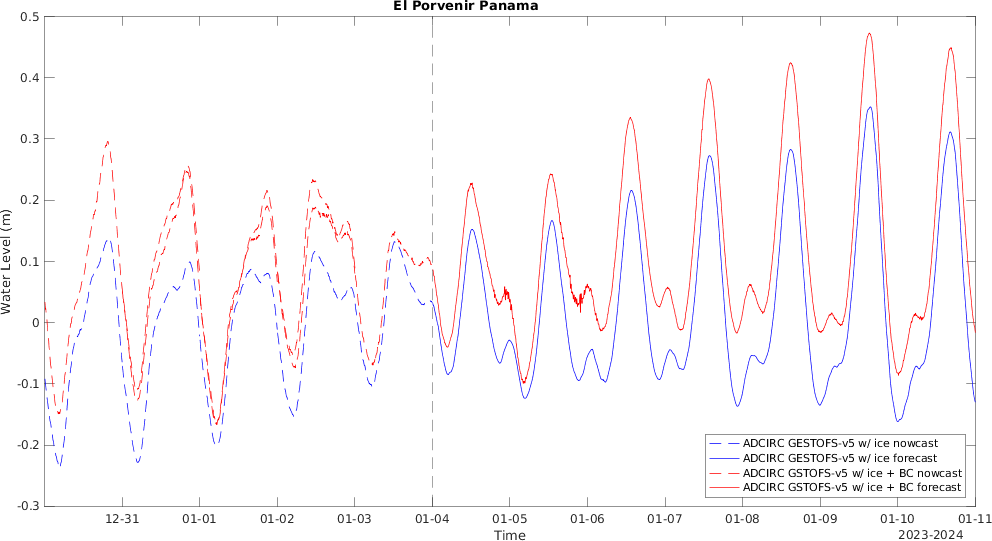 El Porvenir Panama
0.5
0.4
0.3
0.2
0.1
0
-0.1
-0.2
-0.3
Water Level (m)
12-31 01-01 01-02 01-03 01-04 01-05 01-06 01-07 01-08 01-09 01-10 01-11
Time
2023-2024
ADCIRC GESTOFS-v5 w/ ice nowcast
ADCIRC GESTOFS-v5 w/ ice forecast
ADCIRC GSTOFS-v5 w/ ice + BC nowcast
ADCIRC GSTOFS-v5 w/ ice + BC forecast